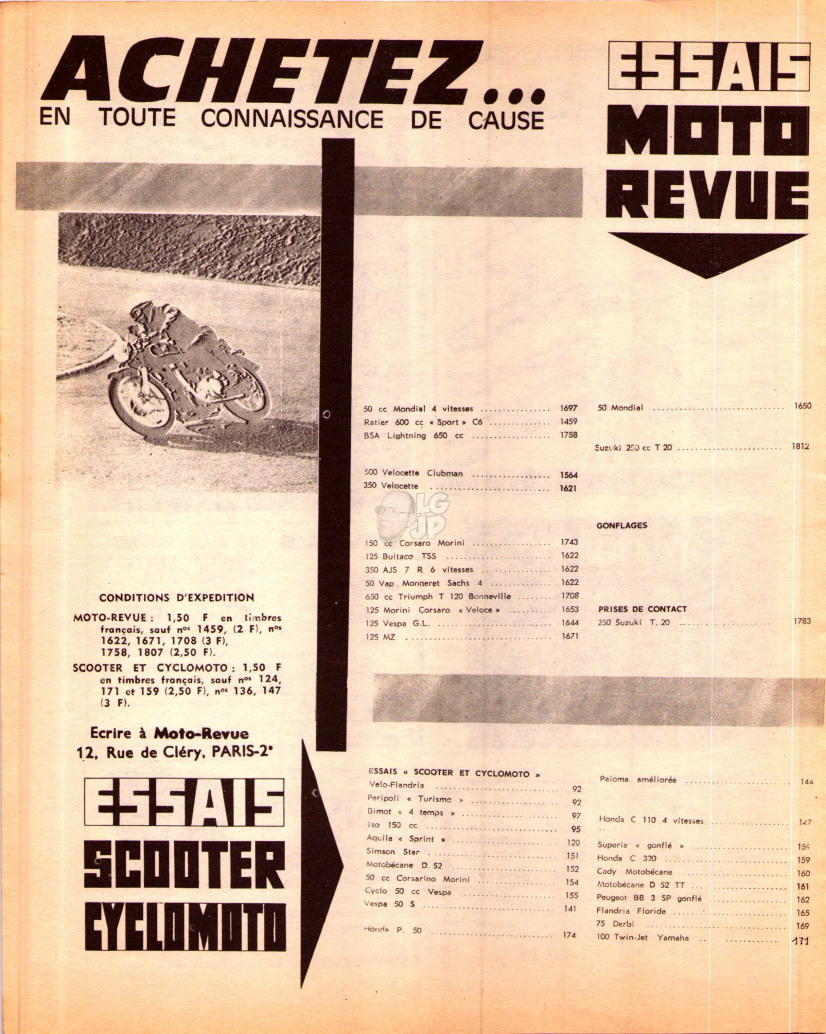 ACHETEZ...
EN TOUTE CONNAISSANCE DE CAUSE
ESSAIS
MOTO
REVUE
50 cc Mondial 4 vitesses .................... 1697
Ratier 600 cc « Sport » C6 .................... 1459
BSA Lightning 650 cc .................... 1758
500 Velocette Clubman .................... 1564
350 Velocette .................... 1621
150 cc Corsaro Morini .................... 1743
125 Bultaco TSS .................... 1622
350 AJS 7 R 6 vitesses .................... 1622
50 Vap Monneret Sachs 4 .................... 1622
650 cc Triumph T 120 Bonneville .................... 1708
125 Morini Corsaro « Veloce » .................... 1653
125 Vespa G.L. .................... 1644
125 MZ .................... 1671
50 Mondial .................... 1650
Suzuki 250 cc T 20 .................... 1812
GONFLAGES
PRISES DE CONTACT
250 Suzuki T. 20 .................... 1783
LG
JP
CONDITIONS D'EXPEDITION
MOTO-REVUE : 1,50 F en timbres
français, sauf nos 1459, (2 F), nos
1622, 1671, 1708 (3 F),
1758, 1807 (2,50 F).
SCOOTER ET CYCLOMOTO : 1,50 F
en timbres français, sauf nos 124,
171 et 159 (2,50 F), nos 136, 147
(3 F).
Ecrire à Moto-Revue
12, Rue de Cléry, PARIS-2e
ESSAIS
SCOOTER
CYCLOMOTO
ESSAIS « SCOOTER ET CYCLOMOTO »
Velo-Flandria .................... 92
Peripoli « Turismo » .................... 92
Bimot « 4 temps » .................... 97
Iso 150 cc .................... 95
Aquila « Sprint » .................... 120
Simson Star .................... 151
Motobécane D. 52 .................... 152
50 cc Corsarino Morini .................... 154
Cyclo 50 cc Vespa .................... 155
Vespa 50 S .................... 141
Honda P. 50 .................... 174
Paloma améliorée .................... 144
Honda C 110 4 vitesses .................... 147
Superia « gonflé » .................... 159
Honda C 320 .................... 159
Cady Motobécane .................... 160
Motobécane D 52 TT .................... 161
Peugeot BB 3 SP gonflé .................... 162
Flandria Floride .................... 165
75 Derbi .................... 169
100 Twin-Jet Yamaha .................... 171